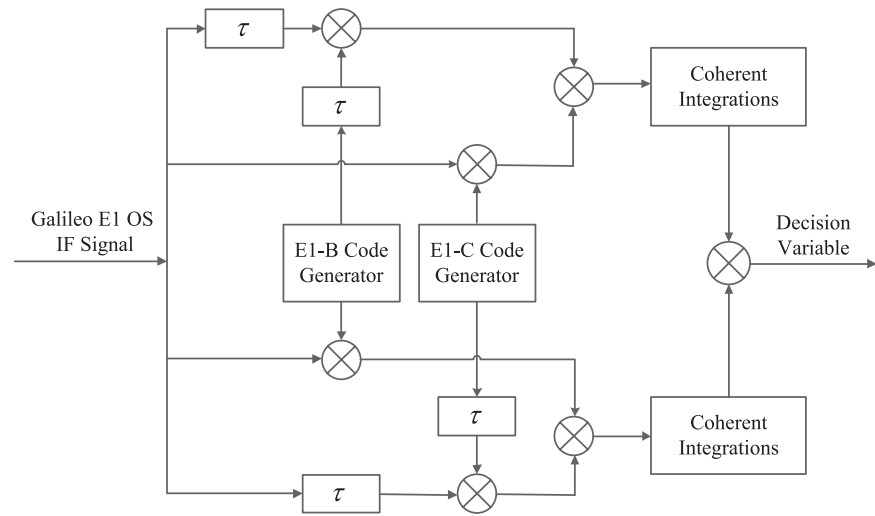 τ
τ
Coherent
Integrations
Galileo E1 OS
IF Signal
E1-B Code
Generator
E1-C Code
Generator
Decision
Variable
τ
Coherent
Integrations
τ